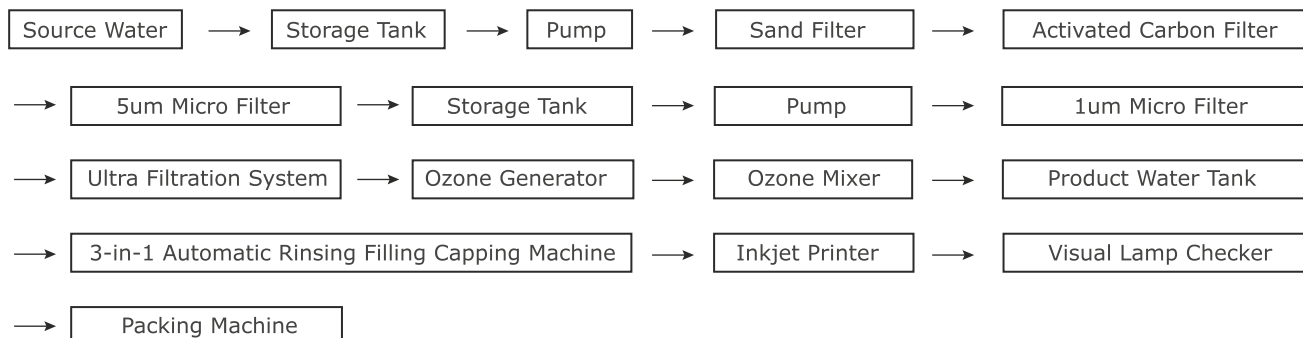 Source Water Storage Tank Pump Sand Filter Activated Carbon Filter
5um Micro Filter Storage Tank Pump 1um Micro Filter
Ultra Filtration System Ozone Generator Ozone Mixer Product Water Tank
3-in-1 Automatic Rinsing Filling Capping Machine Inkjet Printer Visual Lamp Checker
Packing Machine